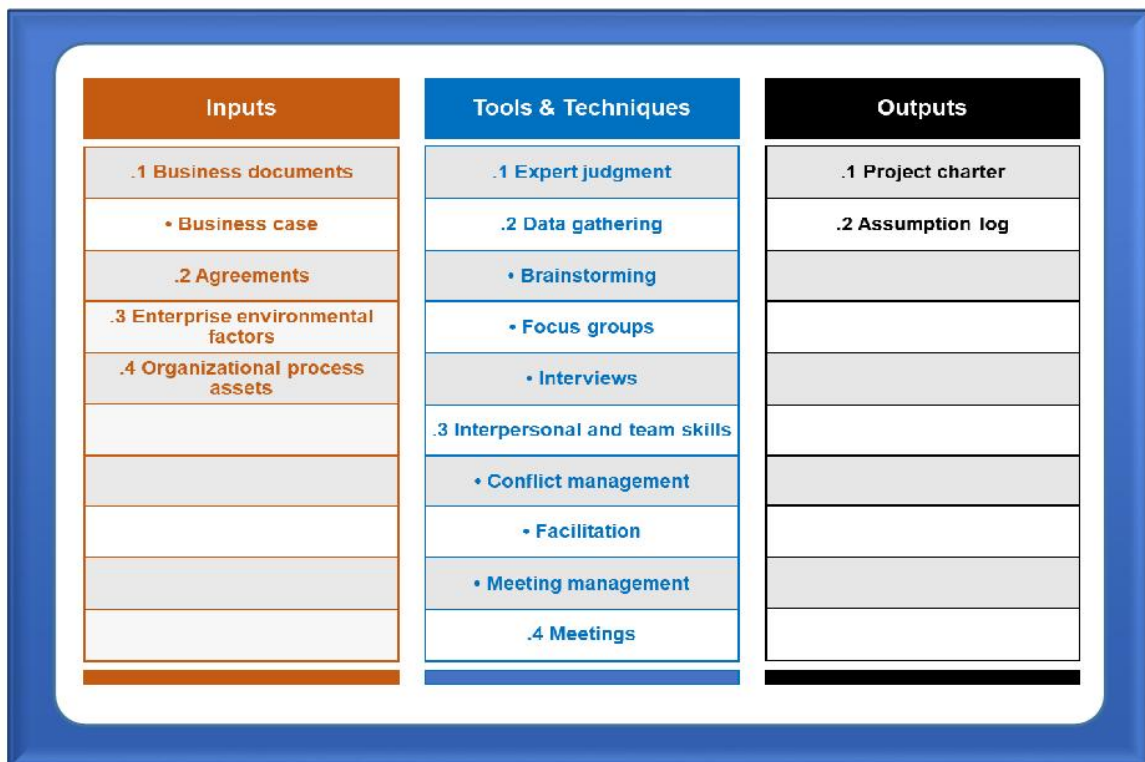 Inputs
.1 Business documents
• Business case
.2 Agreements
.3 Enterprise environmental
factors
.4 Organizational process
assets
Tools & Techniques
.1 Expert judgment
.2 Data gathering
• Brainstorming
• Focus groups
• Interviews
.3 Interpersonal and team skills
• Conflict management
• Facilitation
• Meeting management
.4 Meetings
Outputs
.1 Project charter
.2 Assumption log